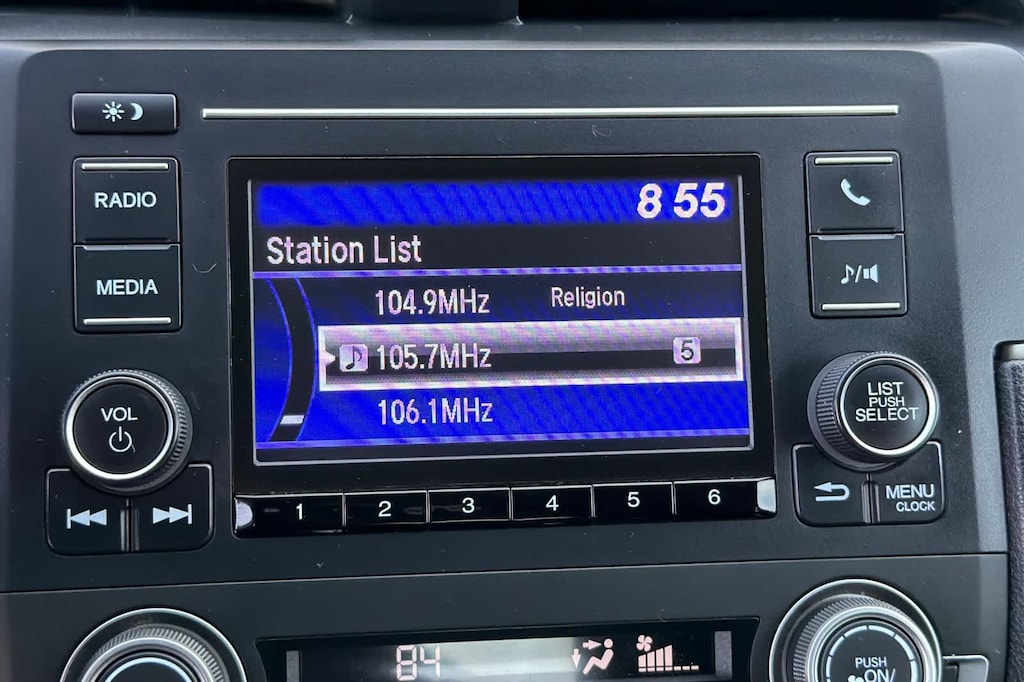 8 55
RADIO
Station List
MEDIA
104.9MHz Religion
105.7MHz 5
106.1MHz
VOL
LIST
PUSH
SELECT
1 2 3 4 5 6
MENU
CLOCK
84
PUSH
ON/